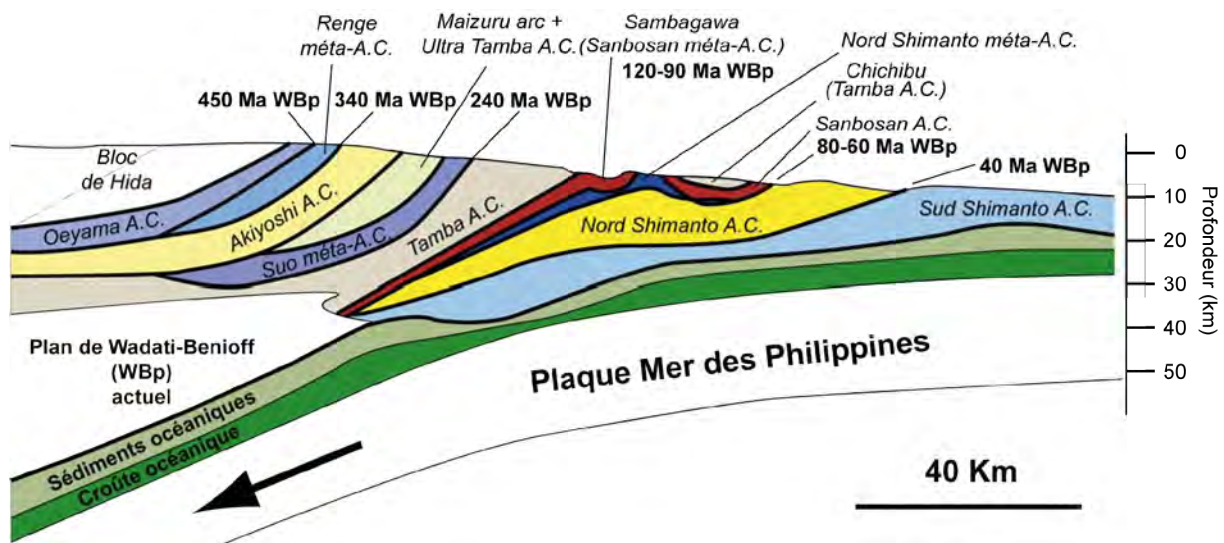 Renge
méta-A.C.
Maizuru arc +
Ultra Tamba A.C.
Sambagawa
(Sanbosan méta-A.C.)
120-90 Ma WBp
Nord Shimanto méta-A.C.
Chichibu
(Tamba A.C.)
450 Ma WBp
340 Ma WBp
240 Ma WBp
Sanbosan A.C.
80-60 Ma WBp
40 Ma WBp
Bloc
de Hida
Oeyama A.C.
Akiyoshi A.C.
Suo méta-A.C.
Tamba A.C.
Nord Shimanto A.C.
Sud Shimanto A.C.
0
10
20
30
40
50
Profondeur (km)
Plan de Wadati-Benioff
(WBp)
actuel
Plaque Mer des Philippines
Sédiments océaniques
Croûte océanique
40 Km